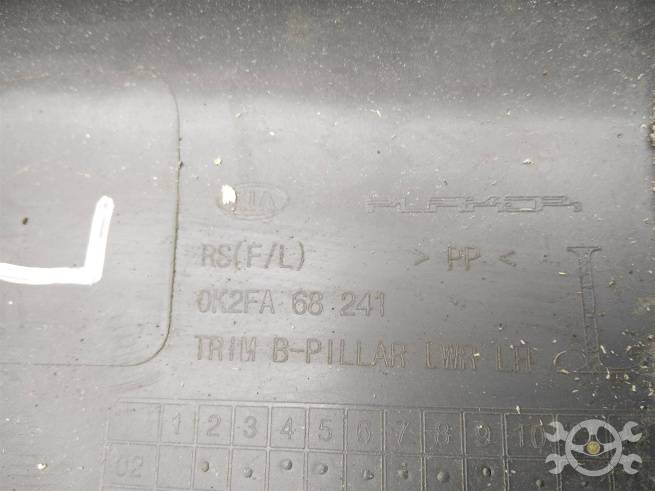 KIA
RS(F/L) > PP <
0K2FA 68 241
TRIM B-PILLAR LWR LH
1 2 3 4 5 6 7 8 9 10
02